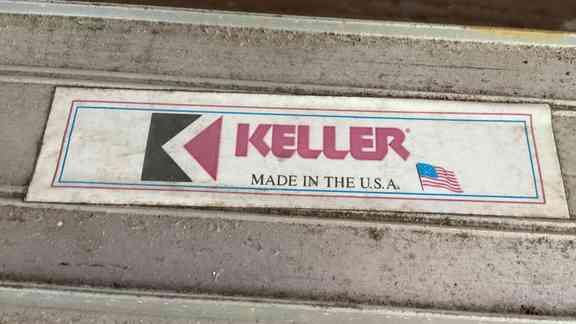 KELLER®
MADE IN THE U.S.A.